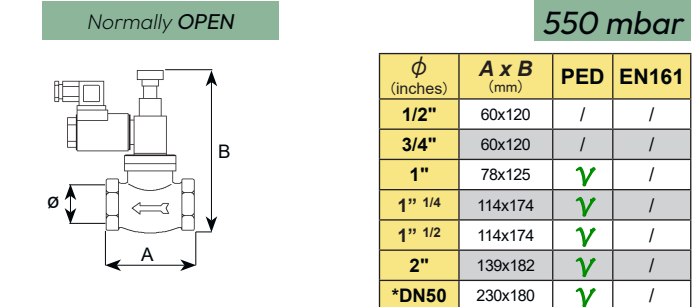 Normally OPEN
550 mbar
B
ø
A
ϕ A x B PED EN161
(inches) (mm)
1/2" 60x120 / /
3/4" 60x120 / /
1" 78x125 √ /
1” 1/4 114x174 √ /
1” 1/2 114x174 √ /
2" 139x182 √ /
*DN50 230x180 √ /